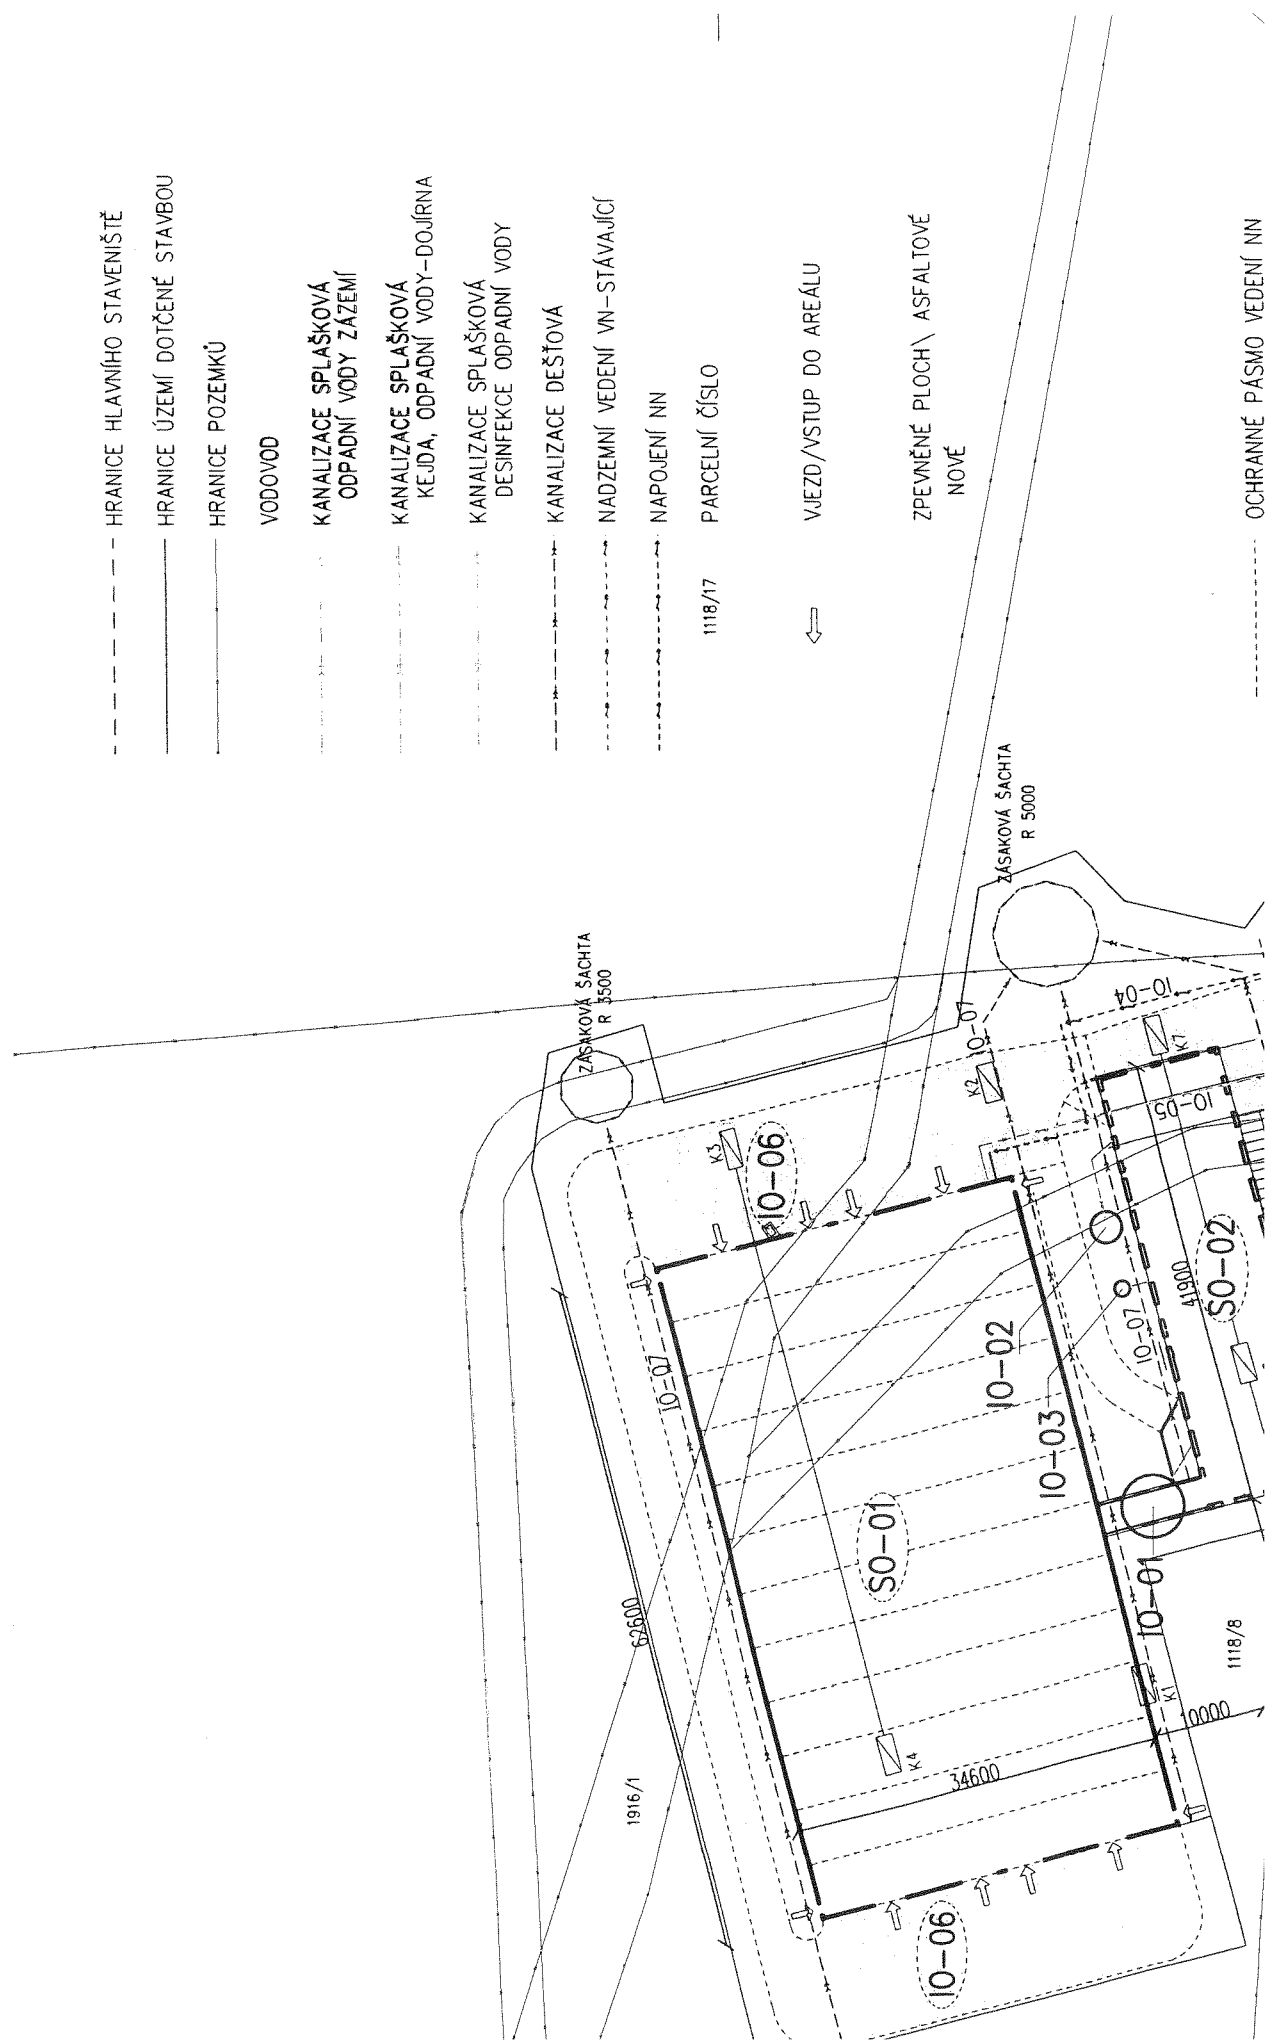 HRANICE HLAVNÍHO STAVENIŠTĚ
HRANICE ÚZEMÍ DOTČENÉ STAVBOU
HRANICE POZEMKŮ
VODOVOD
KANALIZACE SPLAŠKOVÁ
ODPADNÍ VODY ZÁZEMÍ
KANALIZACE SPLAŠKOVÁ
KEJDA, ODPADNÍ VODY-DOJÍRNA
KANALIZACE SPLAŠKOVÁ
DESINFEKCE ODPADNÍ VODY
KANALIZACE DEŠŤOVÁ
NADZEMNÍ VEDENÍ VN-STÁVAJÍCÍ
NAPOJENÍ NN
1118/17 PARCELNÍ ČÍSLO
VJEZD/VSTUP DO AREÁLU
ZPEVNĚNÉ PLOCH\ ASFALTOVÉ
NOVÉ
OCHRANNÉ PÁSMO VEDENÍ NN
ZÁSAKOVÁ ŠACHTA
R 3500
ZÁSAKOVÁ ŠACHTA
R 5000
IO-04
K7
IO-07
K2
IO-05
K3
IO-06
SO-02
41900
IO-07
IO-02
IO-03
IO-07
SO-01
IO-01
62600
1118/8
K1
10000
K4
34600
1916/1
IO-06